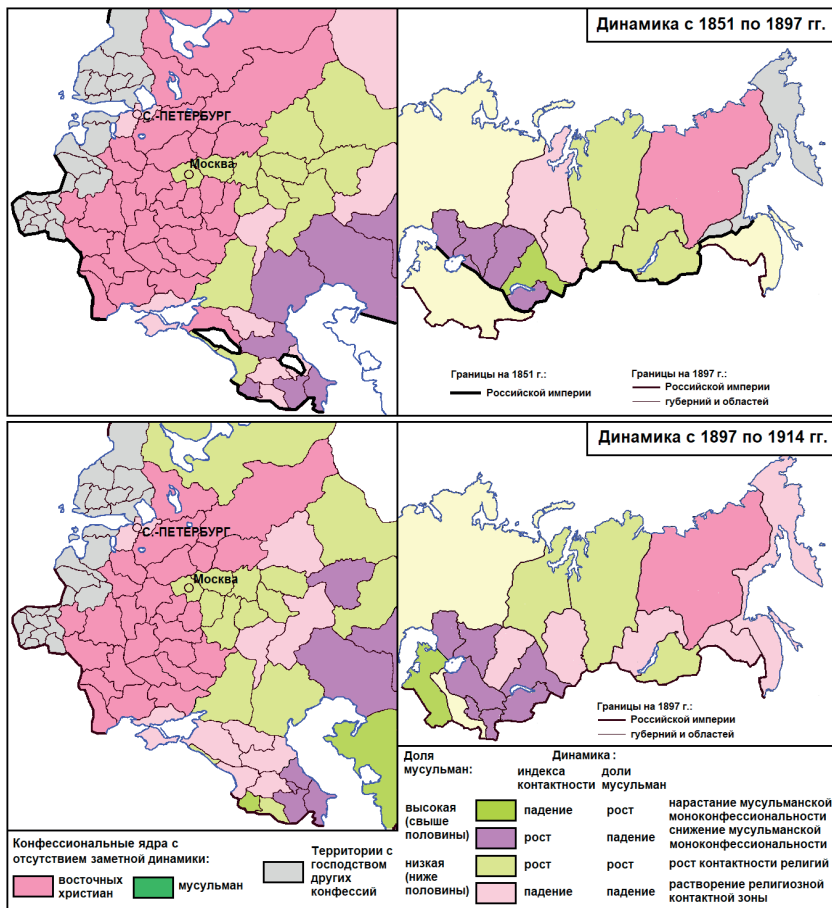 Динамика с 1851 по 1897 гг.
С.-ПЕТЕРБУРГ
Москва
Границы на 1851 г.:
Российской империи
Границы на 1897 г.:
Российской империи
губерний и областей
Динамика с 1897 по 1914 гг.
С.-ПЕТЕРБУРГ
Москва
Границы на 1897 г.:
Российской империи
губерний и областей
Доля
мусульман:
Динамика:
индекса
контактности
доли
мусульман
высокая
(свыше
половины)
падение
рост
нарастание мусульманской
моноконфессиональности
рост
падение
снижение мусульманской
моноконфессиональности
низкая
(ниже
половины)
рост
рост
рост контактности религий
падение
падение
растворение религиозной
контактной зоны
Конфессиональные ядра с
отсутствием заметной динамики:
восточных
христиан
мусульман
Территории с
господством
других
конфессий